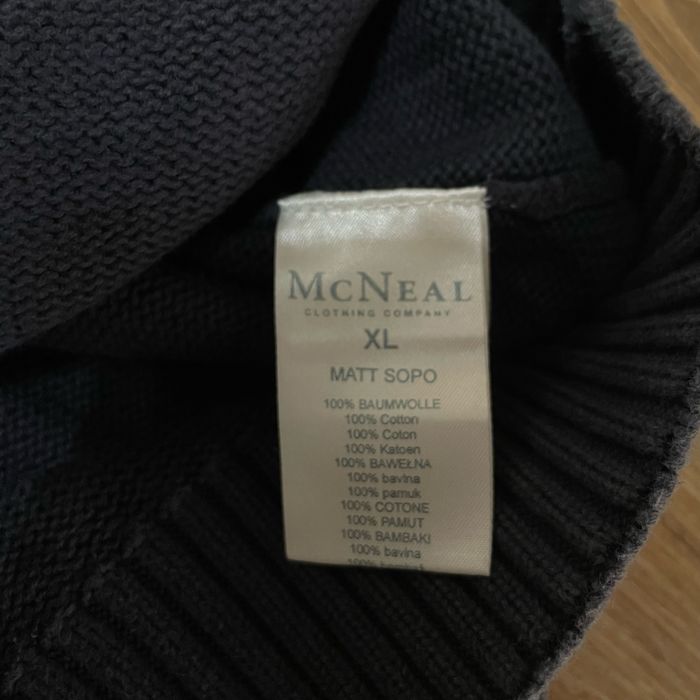 McNeal
CLOTHING COMPANY
XL
MATT SOPO
100% BAUMWOLLE
100% Cotton
100% Coton
100% Katoen
100% BAWEŁNA
100% bavlna
100% pamuk
100% COTONE
100% PAMUT
100% BAMBAKI
100% bavina